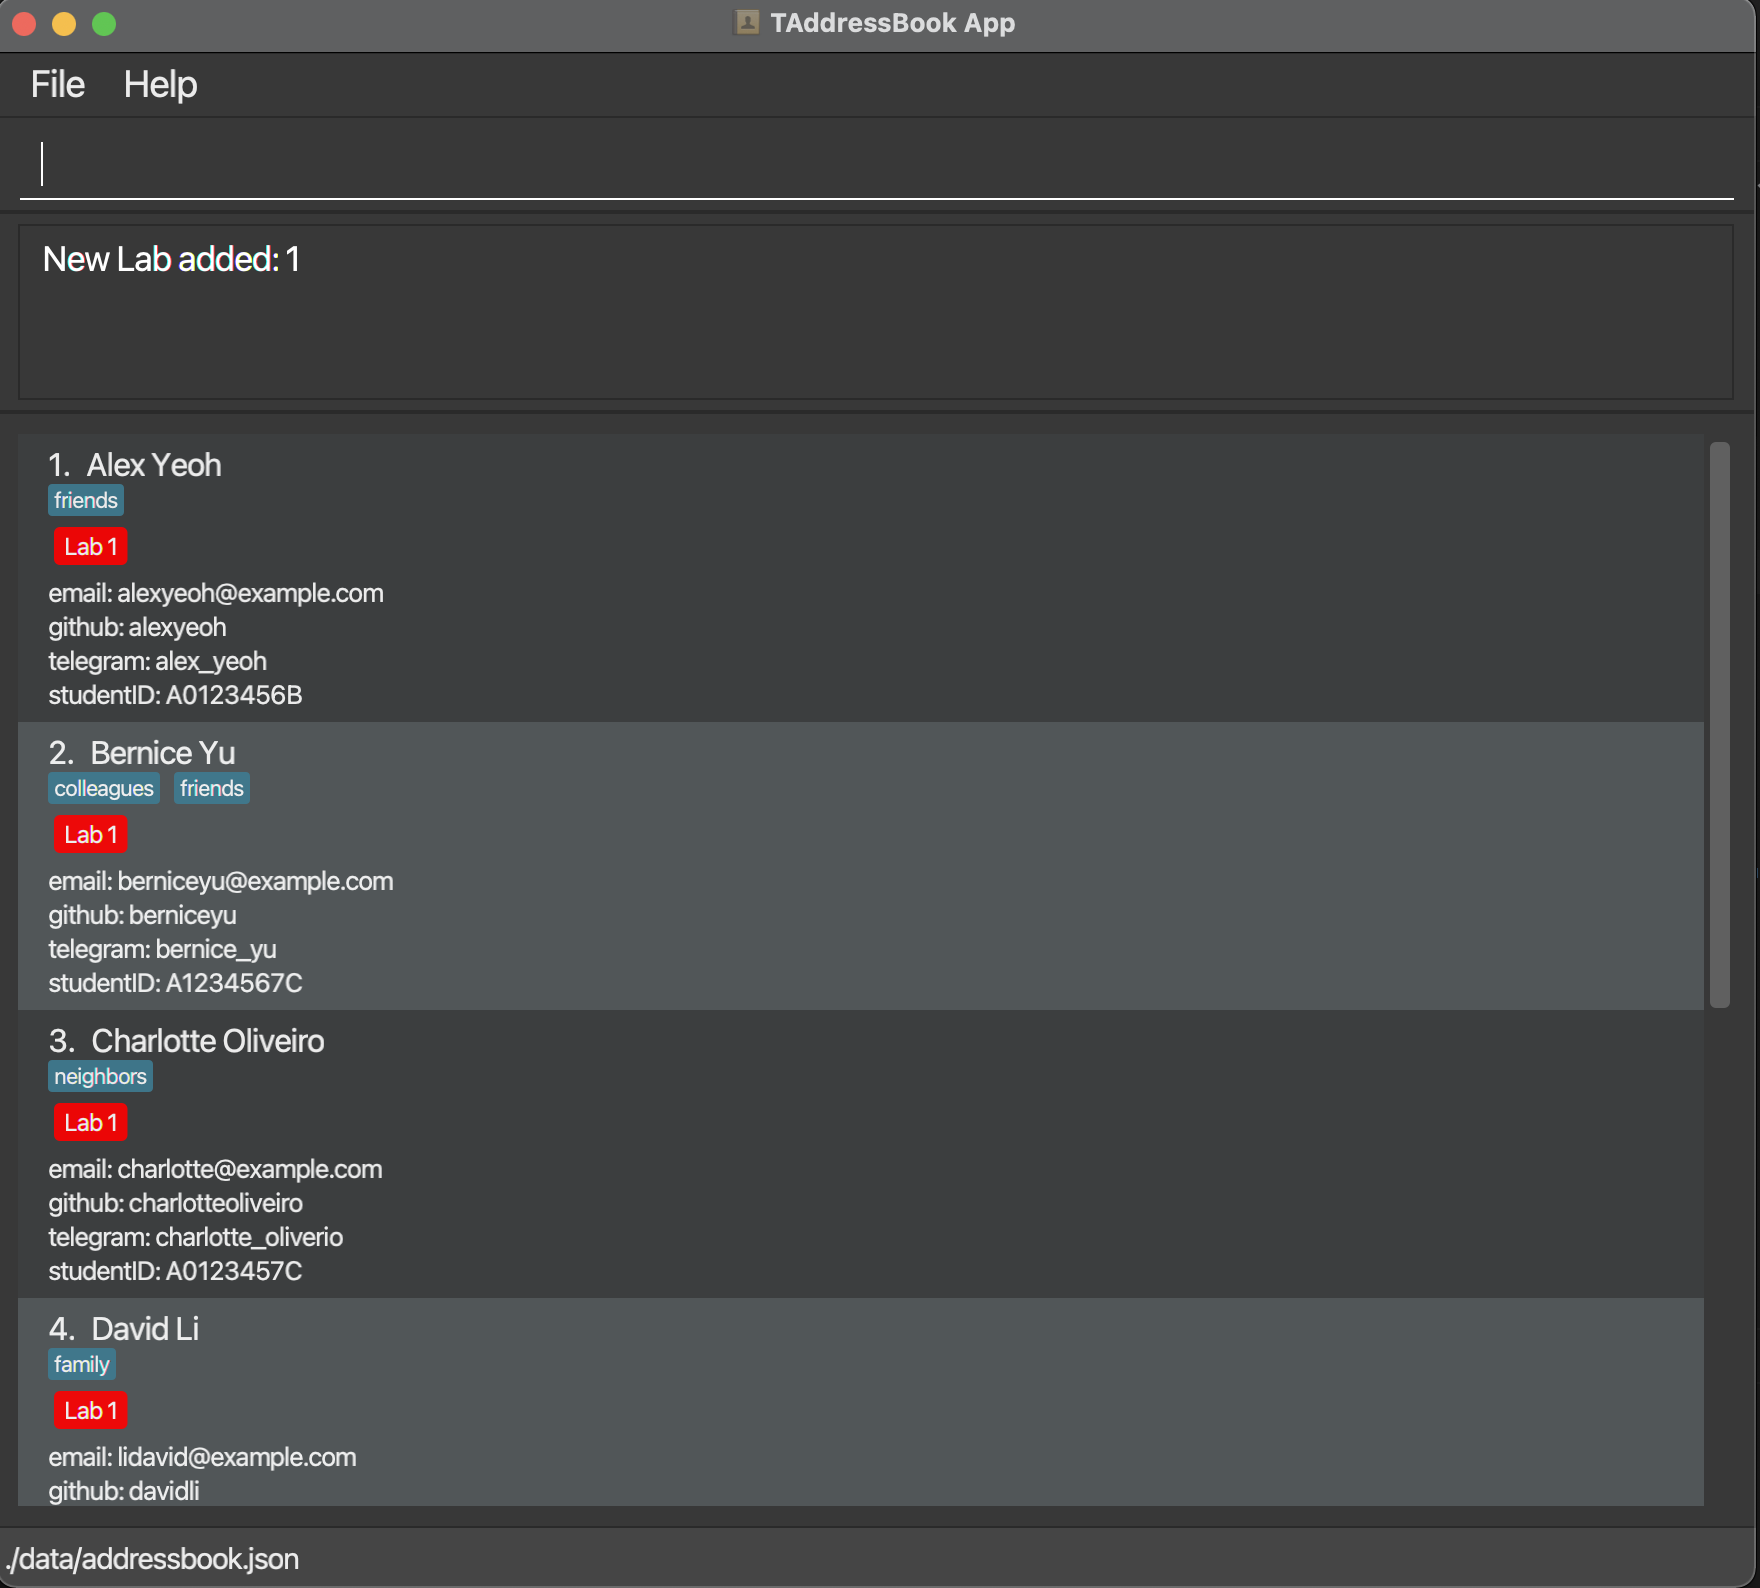 TAddressBook App
File Help
New Lab added: 1
1. Alex Yeoh
friends
Lab 1
email: alexyeoh@example.com
github: alexyeoh
telegram: alex_yeoh
studentID: A0123456B
2. Bernice Yu
colleagues friends
Lab 1
email: berniceyu@example.com
github: berniceyu
telegram: bernice_yu
studentID: A1234567C
3. Charlotte Oliveiro
neighbors
Lab 1
email: charlotte@example.com
github: charlotteoliveiro
telegram: charlotte_oliverio
studentID: A0123457C
4. David Li
family
Lab 1
email: lidavid@example.com
github: davidli
./data/addressbook.json